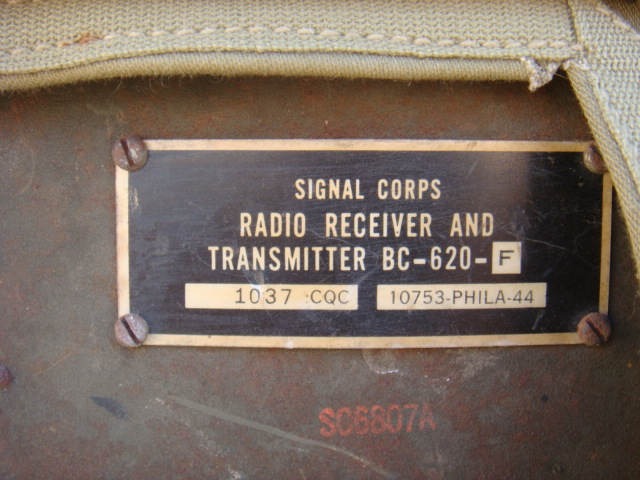 SIGNAL CORPS
RADIO RECEIVER AND
TRANSMITTER BC-620-F
1037 CQC 10753-PHILA-44
SC6807A